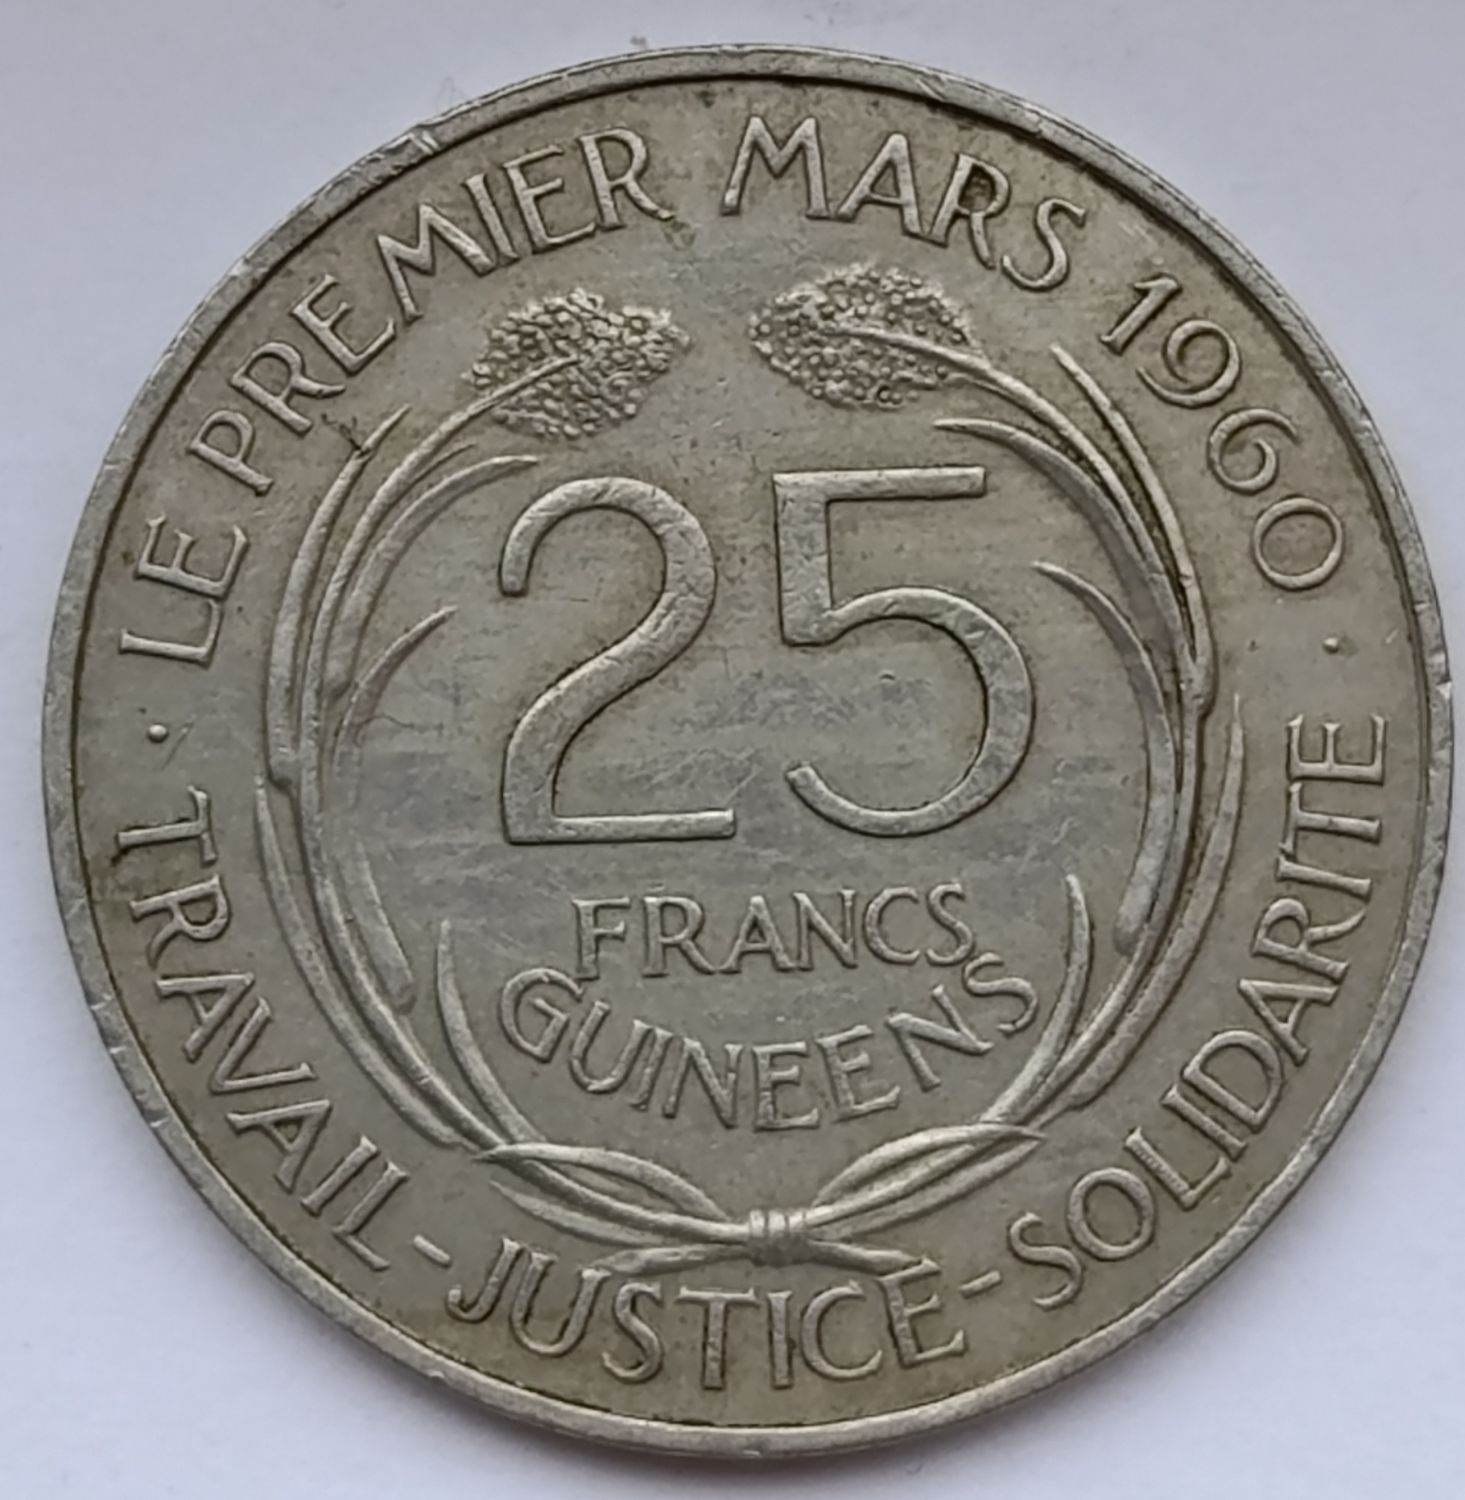 · LE PREMIER MARS 1960 ·
25
FRANCS
GUINEENS
TRAVAIL - JUSTICE - SOLIDARITE